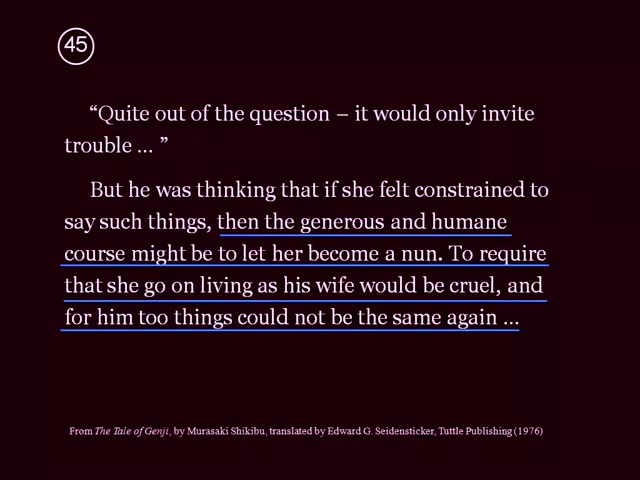 45
“Quite out of the question – it would only invite
trouble ... ”
But he was thinking that if she felt constrained to
say such things, then the generous and humane
course might be to let her become a nun. To require
that she go on living as his wife would be cruel, and
for him too things could not be the same again ...
From The Tale of Genji, by Murasaki Shikibu, translated by Edward G. Seidensticker, Tuttle Publishing (1976)